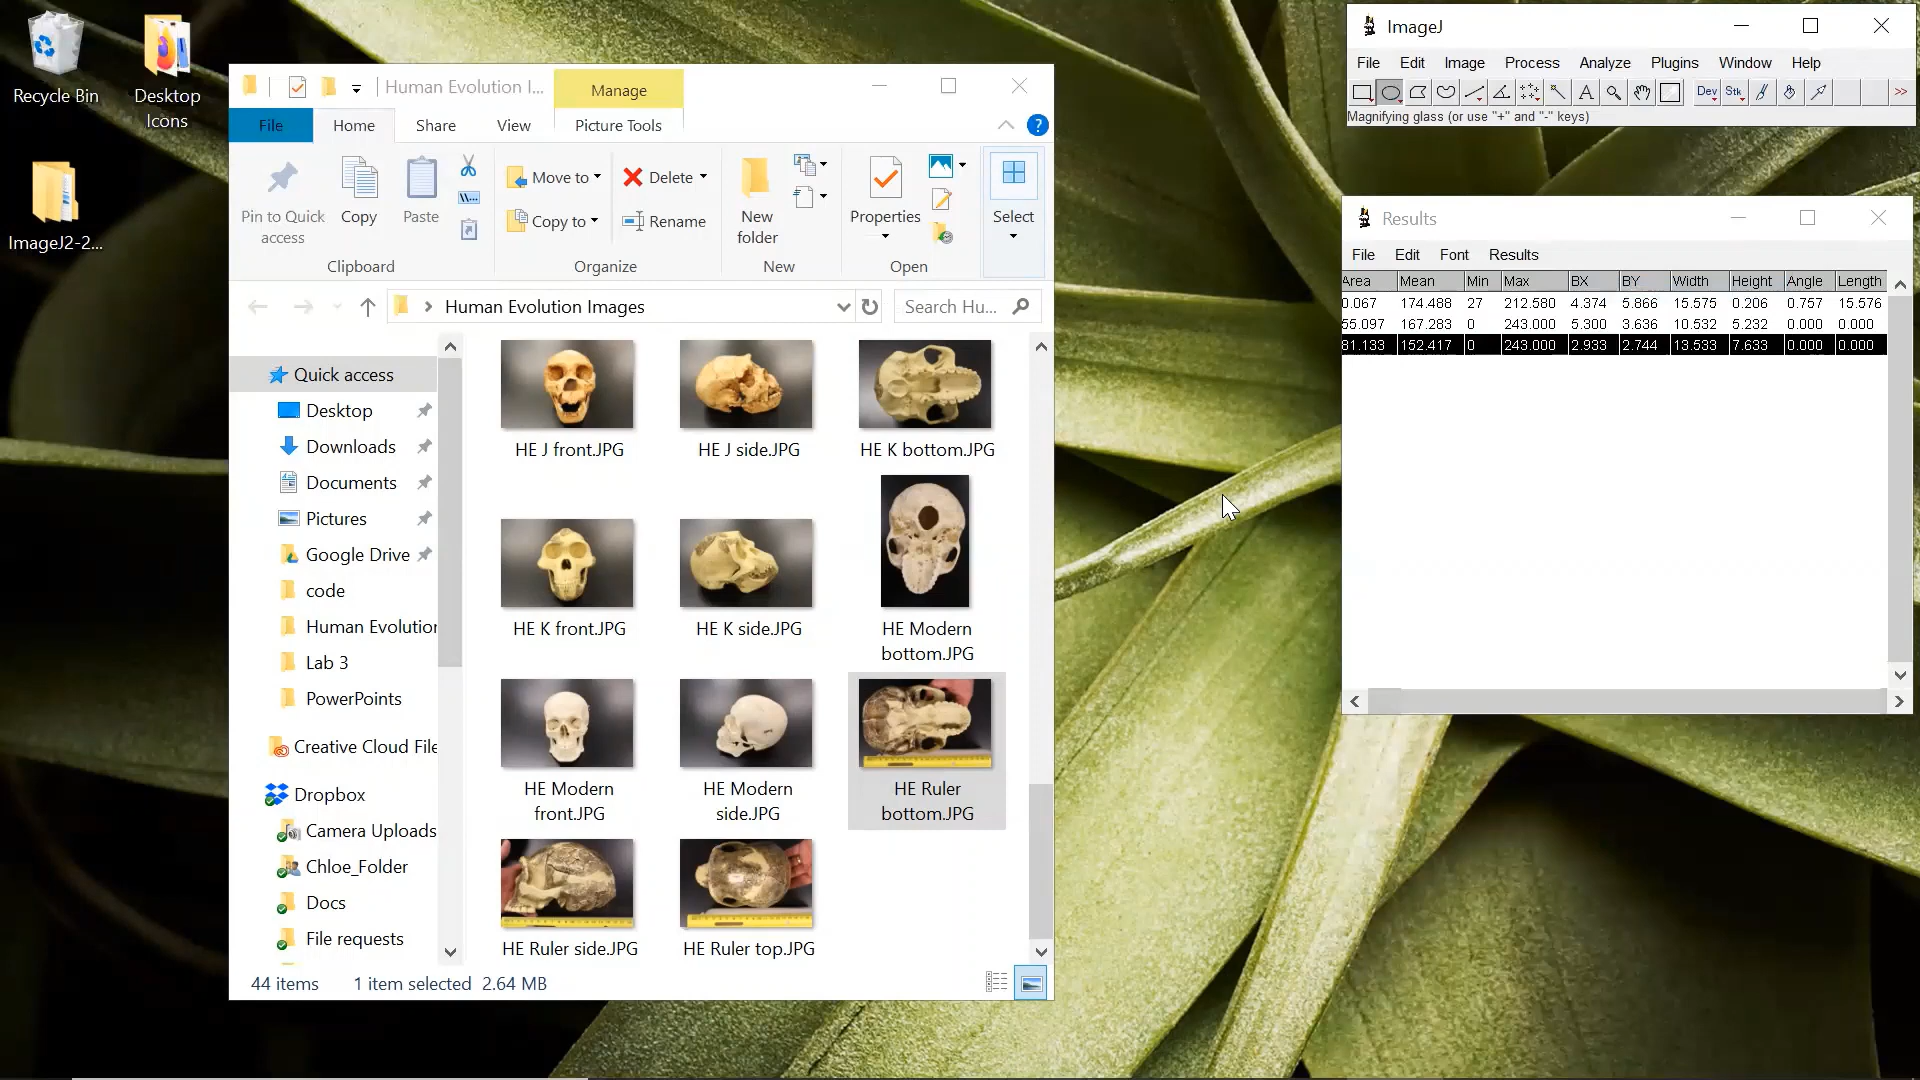 Recycle Bin
Desktop
Icons
ImageJ2-2...
Human Evolution I...
Manage
File
Home
Share
View
Picture Tools
Pin to Quick
access
Copy
Paste
Move to
Copy to
Delete
Rename
New
folder
Properties
Select
Clipboard
Organize
New
Open
Human Evolution Images
Search Hu...
Quick access
Desktop
Downloads
Documents
Pictures
Google Drive
code
Human Evolution
Lab 3
PowerPoints
Creative Cloud File
Dropbox
Camera Uploads
Chloe_Folder
Docs
File requests
HE J front.JPG
HE J side.JPG
HE K bottom.JPG
HE K front.JPG
HE K side.JPG
HE Modern
bottom.JPG
HE Modern
front.JPG
HE Modern
side.JPG
HE Ruler
bottom.JPG
HE Ruler side.JPG
HE Ruler top.JPG
44 items 1 item selected 2.64 MB
ImageJ
File Edit Image Process Analyze Plugins Window Help
A Dev Stk >>
Magnifying glass (or use "+" and "-" keys)
Results
File Edit Font Results
Area Mean Min Max BX BY Width Height Angle Length
0.067 174.488 27 212.580 4.374 5.866 15.575 0.206 0.757 15.576
55.097 167.283 0 243.000 5.300 3.636 10.532 5.232 0.000 0.000
81.133 152.417 0 243.000 2.933 2.744 13.533 7.633 0.000 0.000